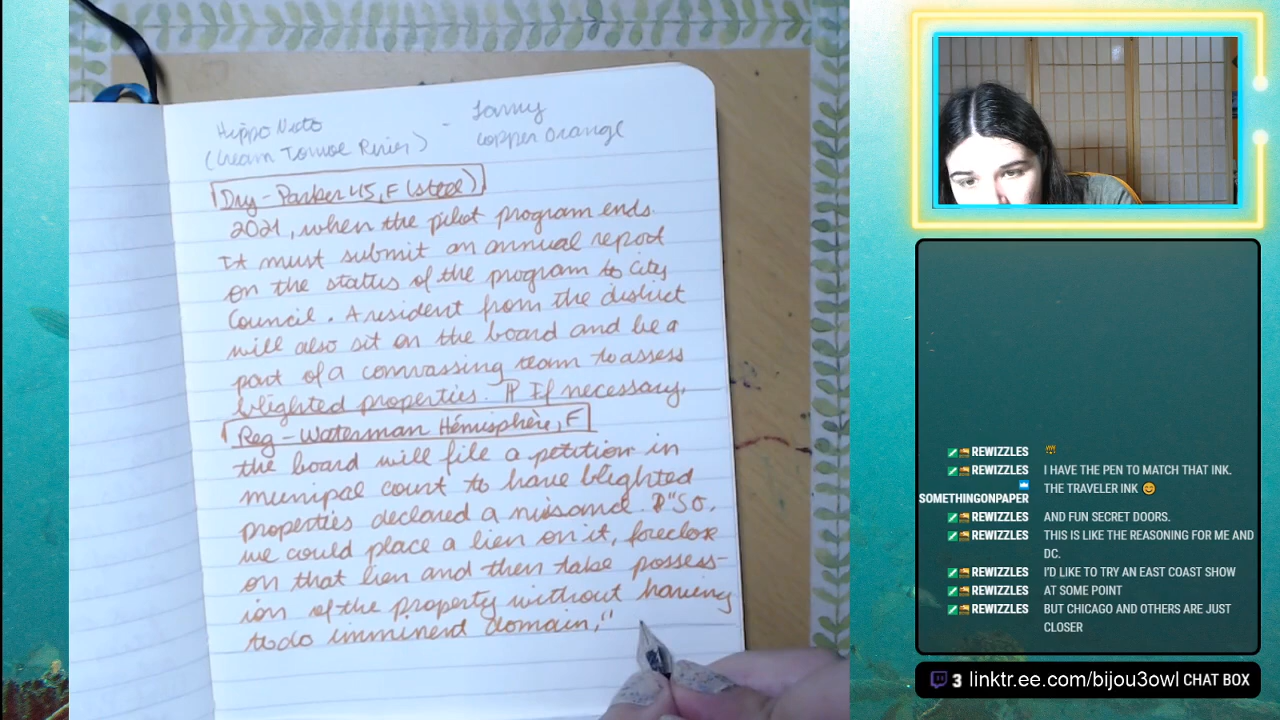 Hippo Noto
(Cream Tomoe River)
- Lamy
Copper Orange
Dry - Parker 45, F (steel)
2021, when the pilot program ends.
It must submit an annual report
on the status of the program to City
Council. A resident from the district
will also sit on the board and be a
part of a convassing team to assess
blighted properties. ℙ If necessary,
Reg - Waterman Hémisphère, F
the board will file a petition in
munipal court to have blighted
properties declared a nuisance. ℙ "So,
we could place a lien on it, foreclose
on that lien and then take possess-
ion of the property without having
to do imminent domain,"
REWIZZLES
REWIZZLES I HAVE THE PEN TO MATCH THAT INK.
SOMETHINGONPAPER THE TRAVELER INK
REWIZZLES AND FUN SECRET DOORS.
REWIZZLES THIS IS LIKE THE REASONING FOR ME AND
DC.
REWIZZLES I'D LIKE TO TRY AN EAST COAST SHOW
REWIZZLES AT SOME POINT
REWIZZLES BUT CHICAGO AND OTHERS ARE JUST
CLOSER
3 linktr.ee.com/bijou3owl CHAT BOX